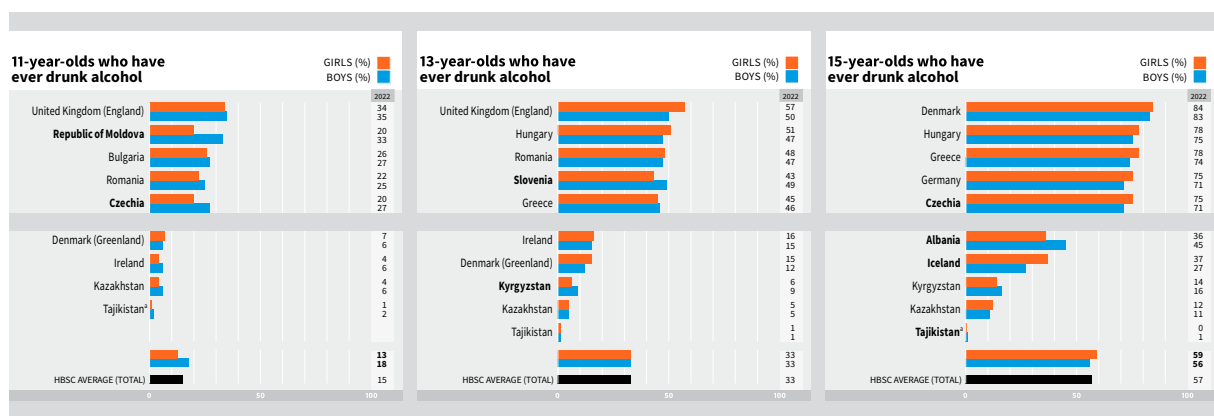 11-year-olds who have
ever drunk alcohol
GIRLS (%)
BOYS (%)
2022
United Kingdom (England)
34
35
Republic of Moldova
20
33
Bulgaria
26
27
Romania
22
25
Czechia
20
27
Denmark (Greenland)
7
6
Ireland
4
6
Kazakhstan
4
6
Tajikistanᵃ
1
2
13
18
HBSC AVERAGE (TOTAL)
15
0
50
100
13-year-olds who have
ever drunk alcohol
GIRLS (%)
BOYS (%)
2022
United Kingdom (England)
57
50
Hungary
51
47
Romania
48
47
Slovenia
43
49
Greece
45
46
Ireland
16
15
Denmark (Greenland)
15
12
Kyrgyzstan
6
9
Kazakhstan
5
5
Tajikistan
1
1
33
33
HBSC AVERAGE (TOTAL)
33
0
50
100
15-year-olds who have
ever drunk alcohol
GIRLS (%)
BOYS (%)
2022
Denmark
84
83
Hungary
78
75
Greece
78
74
Germany
75
71
Czechia
75
71
Albania
36
45
Iceland
37
27
Kyrgyzstan
14
16
Kazakhstan
12
11
Tajikistanᵃ
0
1
59
56
HBSC AVERAGE (TOTAL)
57
0
50
100